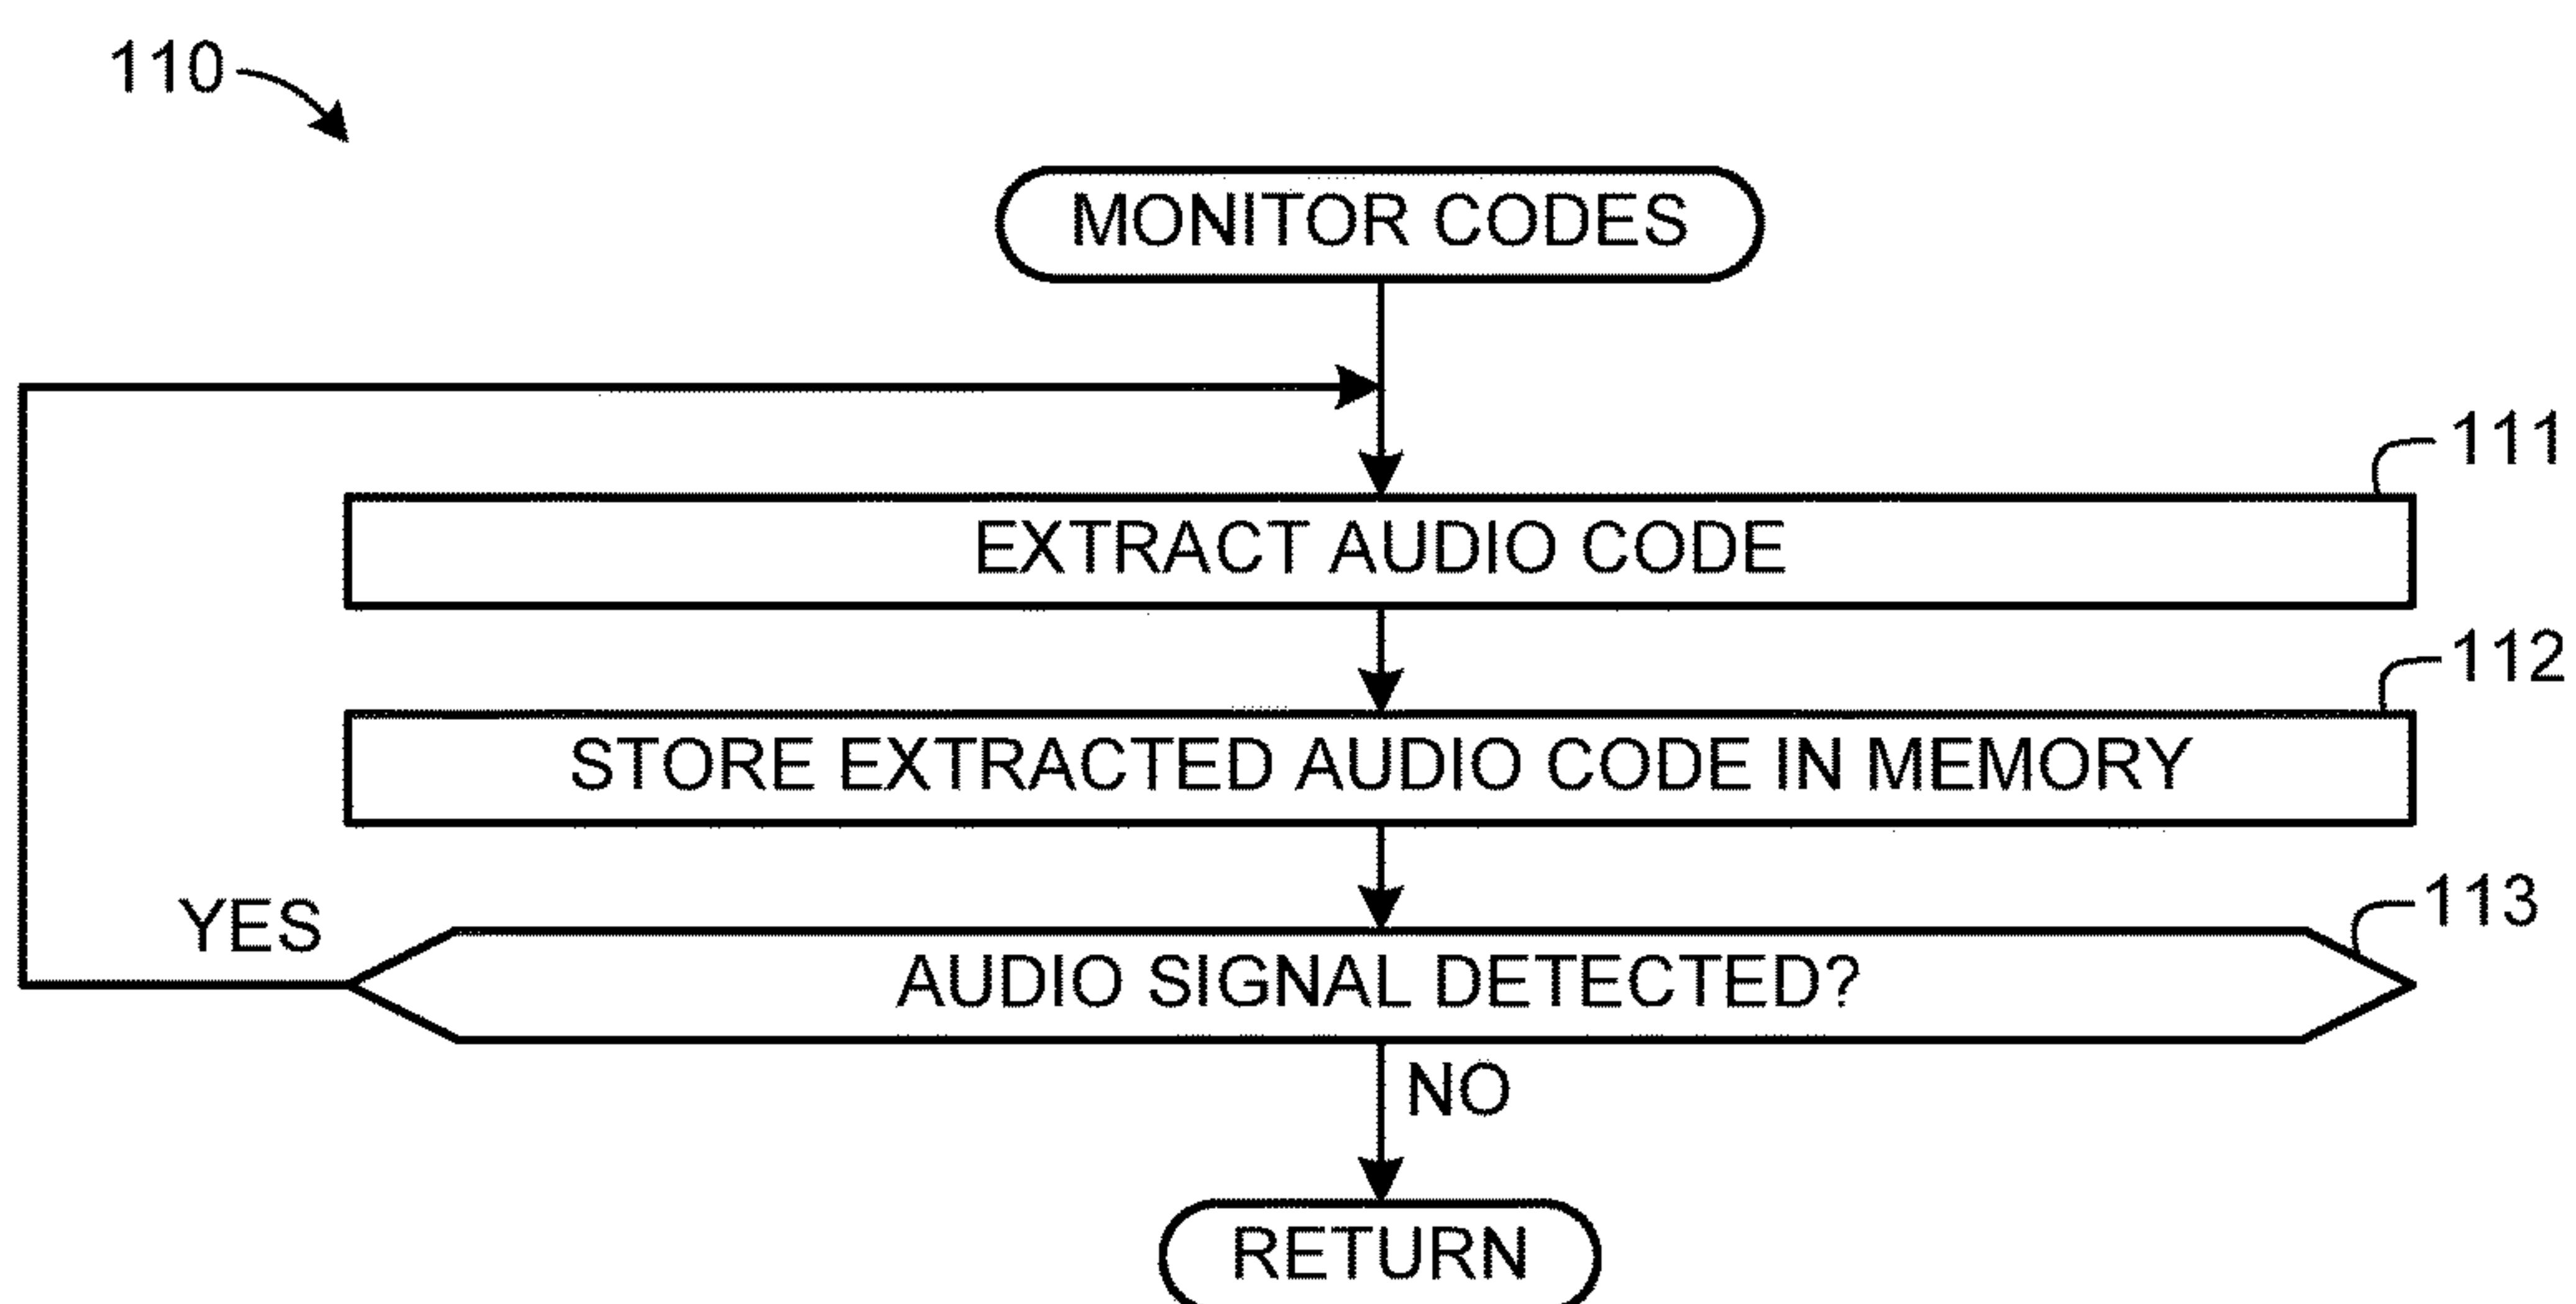 110
MONITOR CODES
111
EXTRACT AUDIO CODE
112
STORE EXTRACTED AUDIO CODE IN MEMORY
113
YES
AUDIO SIGNAL DETECTED?
NO
RETURN